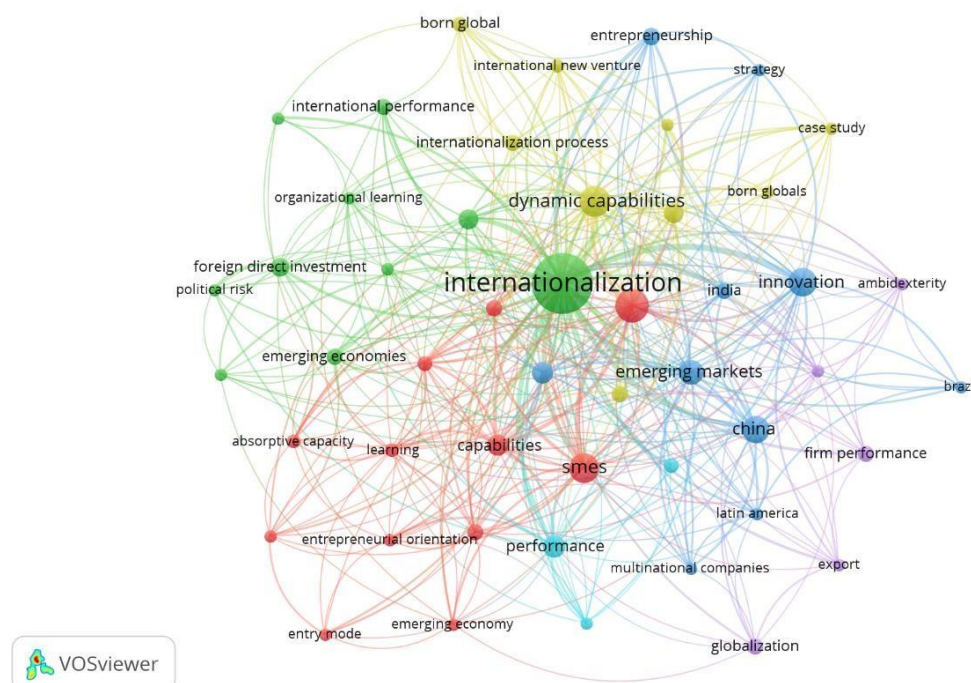 born global
entrepreneurship
international new venture
strategy
international performance
case study
internationalization process
born globals
organizational learning
dynamic capabilities
foreign direct investment
internationalization
india
innovation
ambidexterity
political risk
emerging economies
emerging markets
braz
absorptive capacity
learning
capabilities
china
firm performance
smes
latin america
entrepreneurial orientation
performance
multinational companies
export
entry mode
emerging economy
globalization
VOSviewer